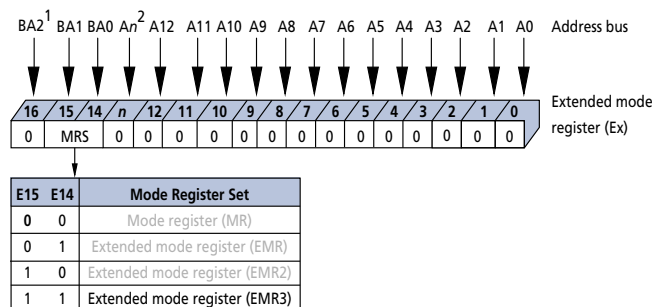 BA2¹ BA1 BA0 An² A12 A11 A10 A9 A8 A7 A6 A5 A4 A3 A2 A1 A0 Address bus
16 15 14 n 12 11 10 9 8 7 6 5 4 3 2 1 0 Extended mode
register (Ex)
0 MRS 0 0 0 0 0 0 0 0 0 0 0 0 0 0
E15 E14 Mode Register Set
0 0 Mode register (MR)
0 1 Extended mode register (EMR)
1 0 Extended mode register (EMR2)
1 1 Extended mode register (EMR3)